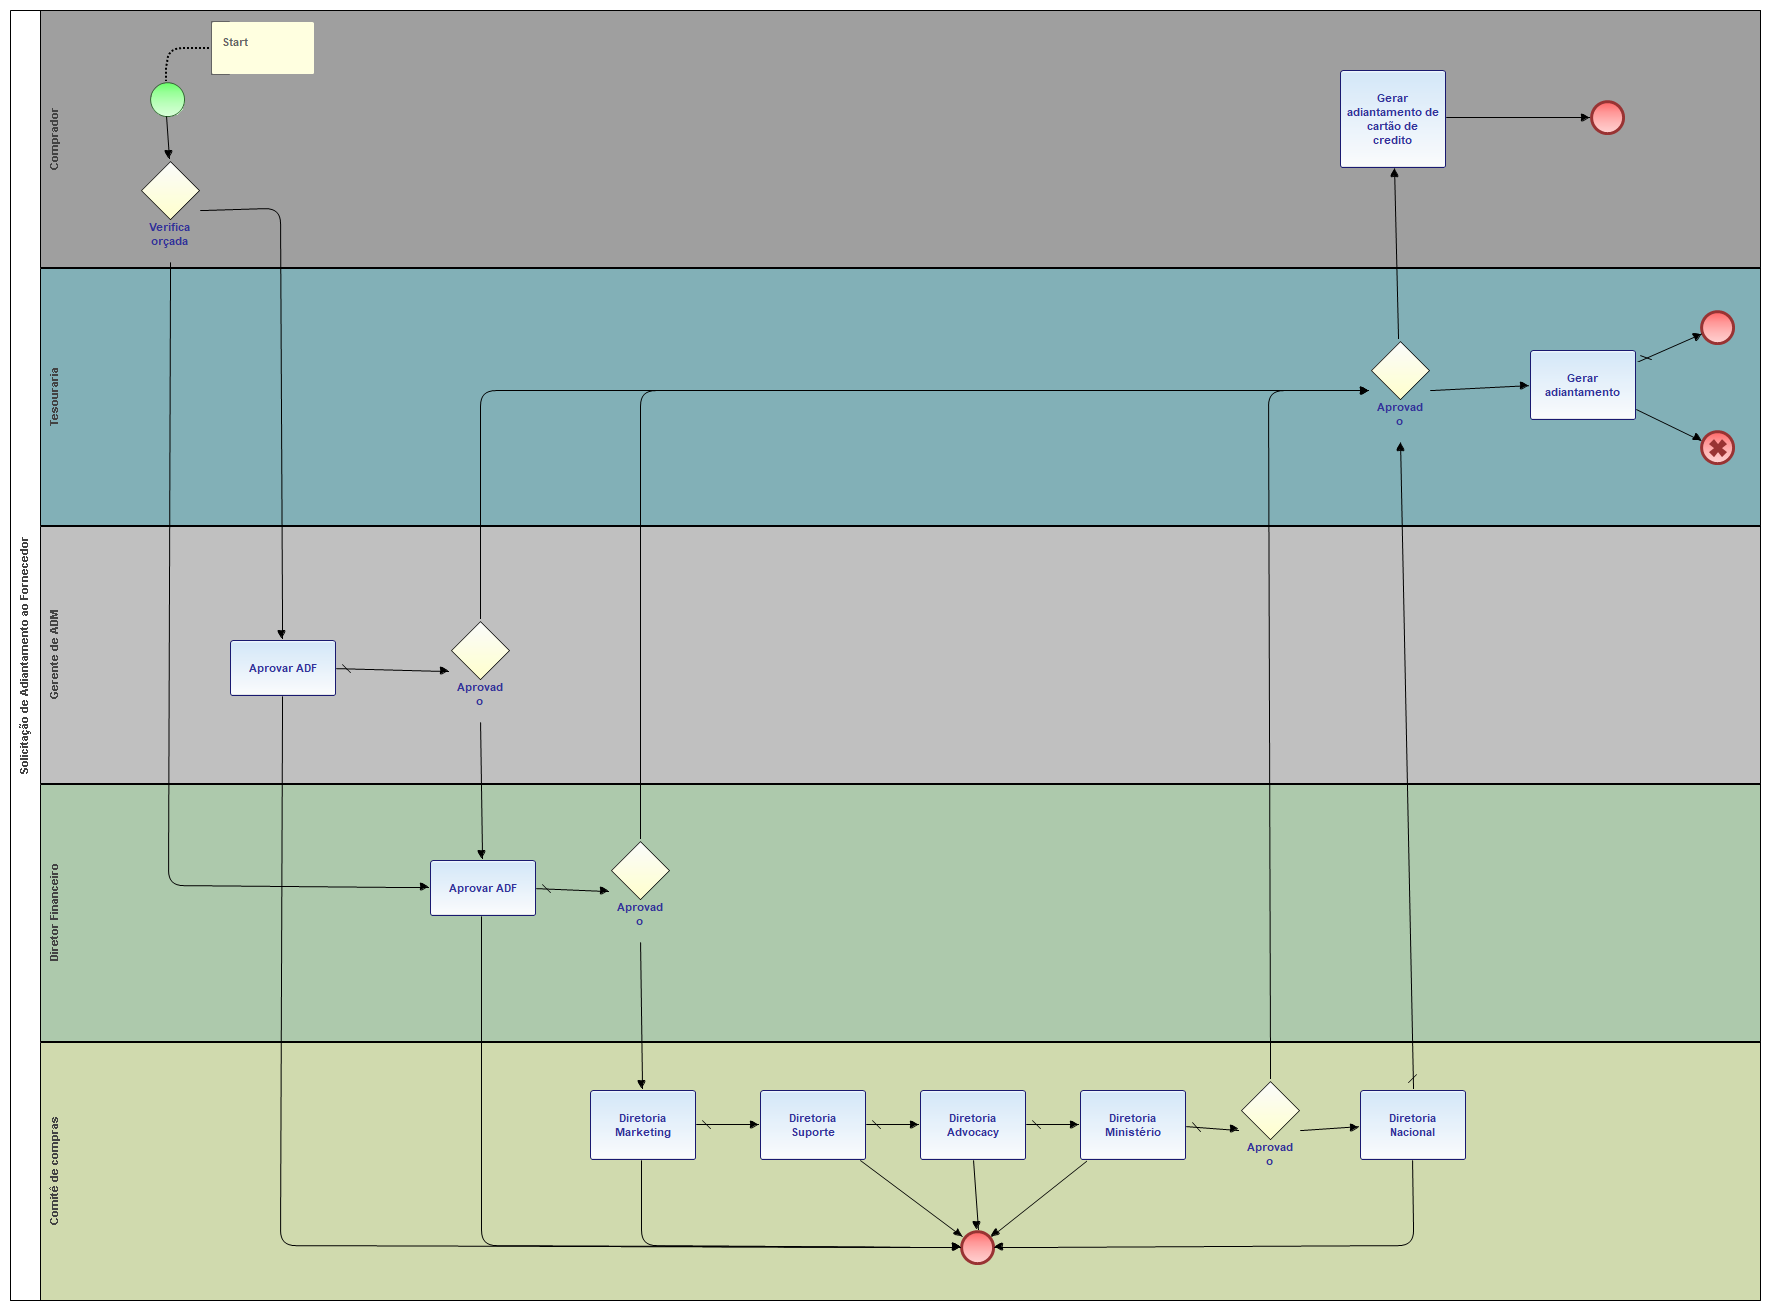 Solicitação de Adiantamento ao Fornecedor
Comprador
Start
Verifica
orçada
Gerar
adiantamento de
cartão de
credito
Tesouraria
Aprovad
o
Gerar
adiantamento
Gerente de ADM
Aprovar ADF
Aprovad
o
Diretor Financeiro
Aprovar ADF
Aprovad
o
Comitê de compras
Diretoria
Marketing
Diretoria
Suporte
Diretoria
Advocacy
Diretoria
Ministério
Aprovad
o
Diretoria
Nacional